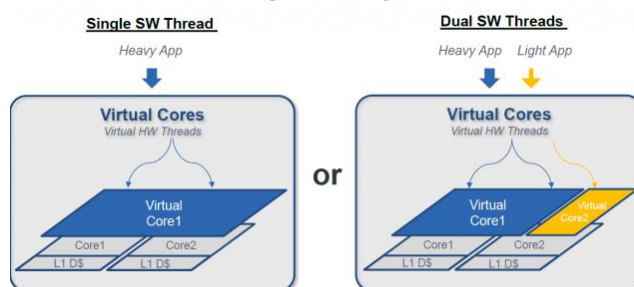 Single SW Thread
Heavy App
Virtual Cores
Virtual HW Threads
Virtual
Core1
Core1 Core2
L1 D$ L1 D$
or
Dual SW Threads
Heavy App Light App
Virtual Cores
Virtual HW Threads
Virtual
Core1
Virtual
Core2
Core1 Core2
L1 D$ L1 D$